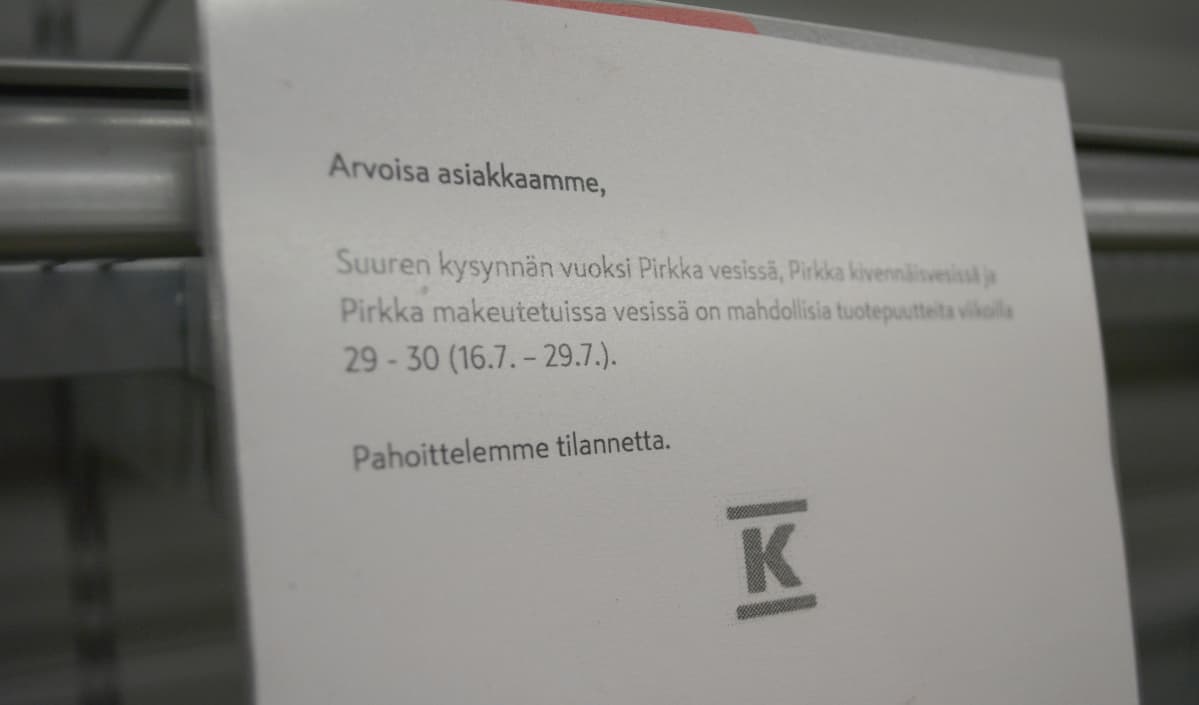 Arvoisa asiakkaamme,
Suuren kysynnän vuoksi Pirkka vesissä, Pirkka kivennäisvesissä ja
Pirkka makeutetuissa vesissä on mahdollisia tuotepuutteita viikoilla
29 - 30 (16.7. – 29.7.).
Pahoittelemme tilannetta.
K